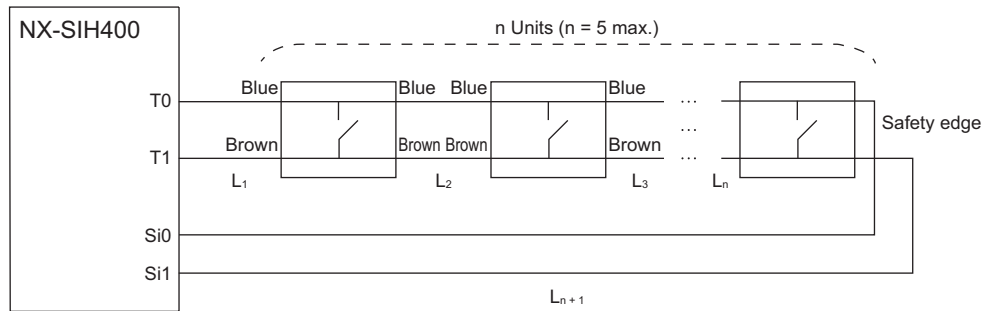 NX-SIH400
n Units (n = 5 max.)
Blue Blue Blue Blue
T0
Safety edge
T1
Brown Brown Brown Brown
L1 L2 L3 Ln
... 
...
...
Si0
Si1
Ln + 1